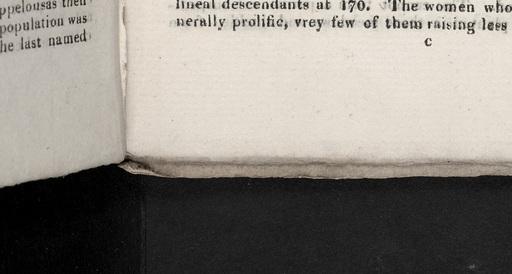 ppelousas then
population was
he last named
lineal descendants at 170. The women who
nerally prolific, vrey few of them raising less
c